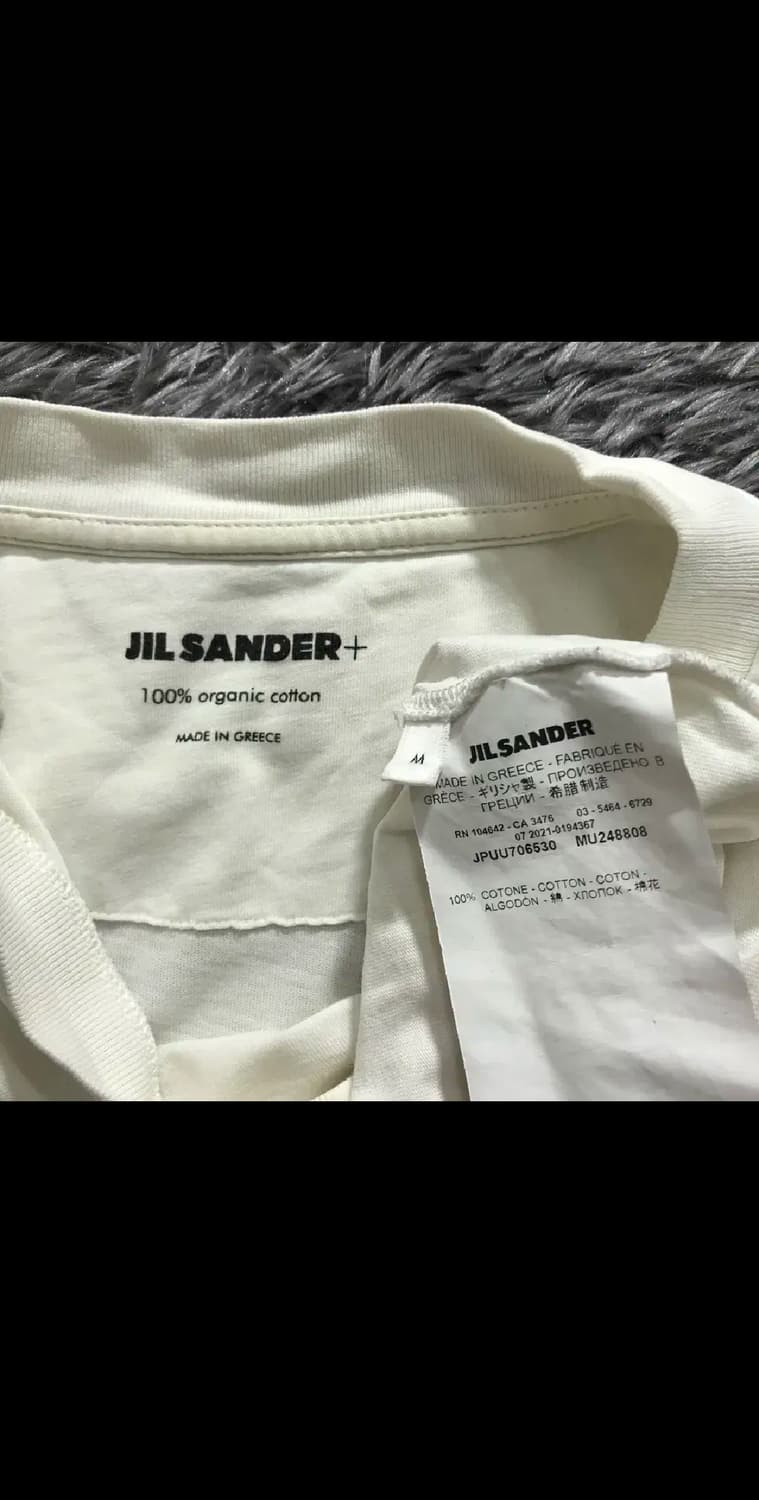 JIL SANDER+
100% organic cotton
MADE IN GREECE
M
JIL SANDER
MADE IN GREECE - FABRIQUÉ EN
GRÈCE - ギリシャ製 - ПРОИЗВЕДЕНО В
ГРЕЦИИ - 希腊制造
RN 104642 - CA 3476 03 - 5464 - 6729
07 2021-0194367
JPUU706530 MU248808
100% COTONE - COTTON - COTON -
ALGODÓN - 綿 - ХЛОПОК - 棉花